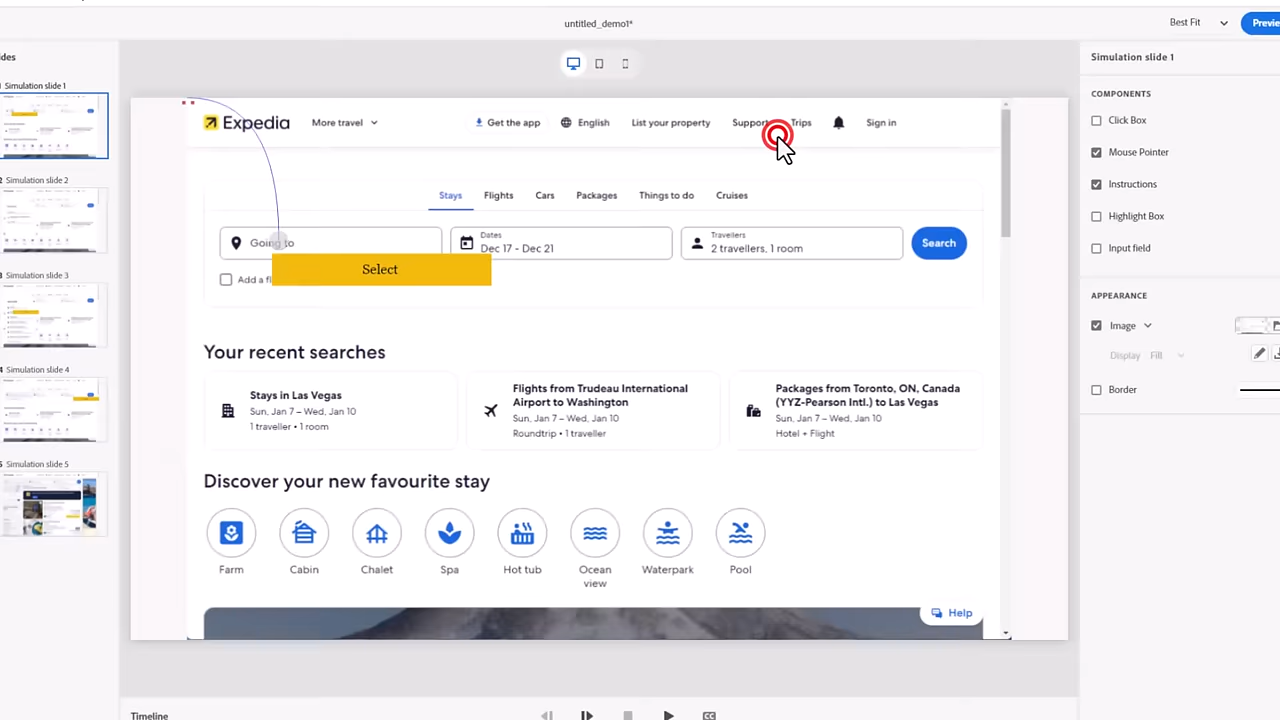 untitled_demo1*
Best Fit
Previe
ides
Simulation slide 1
1 Simulation slide 1
2 Simulation slide 2
Simulation slide 3
4 Simulation slide 4
5 Simulation slide 5
Expedia
More travel
Get the app
English
List your property
Support
Trips
Sign in
Stays
Flights
Cars
Packages
Things to do
Cruises
Going to
Dates
Dec 17 - Dec 21
Travellers
2 travellers, 1 room
Search
Add a fl
Select
Your recent searches
Stays in Las Vegas
Sun, Jan 7 – Wed, Jan 10
1 traveller • 1 room
Flights from Trudeau International
Airport to Washington
Sun, Jan 7 – Wed, Jan 10
Roundtrip • 1 traveller
Packages from Toronto, ON, Canada
(YYZ-Pearson Intl.) to Las Vegas
Sun, Jan 7 – Wed, Jan 10
Hotel + Flight
Discover your new favourite stay
Farm
Cabin
Chalet
Spa
Hot tub
Ocean
view
Waterpark
Pool
Help
COMPONENTS
Click Box
Mouse Pointer
Instructions
Highlight Box
Input field
APPEARANCE
Image
Display Fill
Border
Timeline